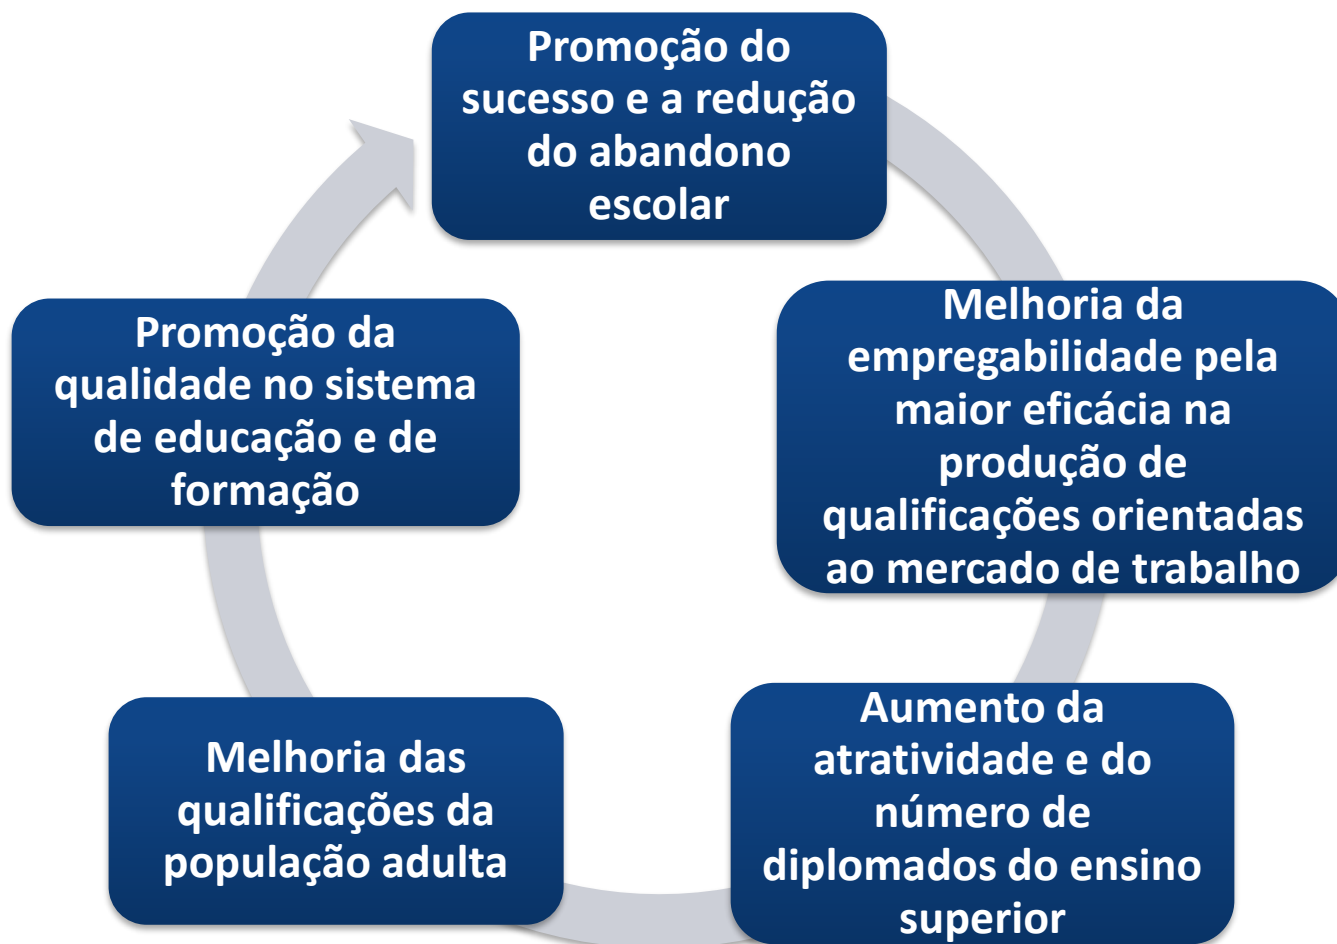 Promoção do
sucesso e a redução
do abandono
escolar
Melhoria da
empregabilidade pela
maior eficácia na
produção de
qualificações orientadas
ao mercado de trabalho
Aumento da
atratividade e do
número de
diplomados do ensino
superior
Melhoria das
qualificações da
população adulta
Promoção da
qualidade no sistema
de educação e de
formação